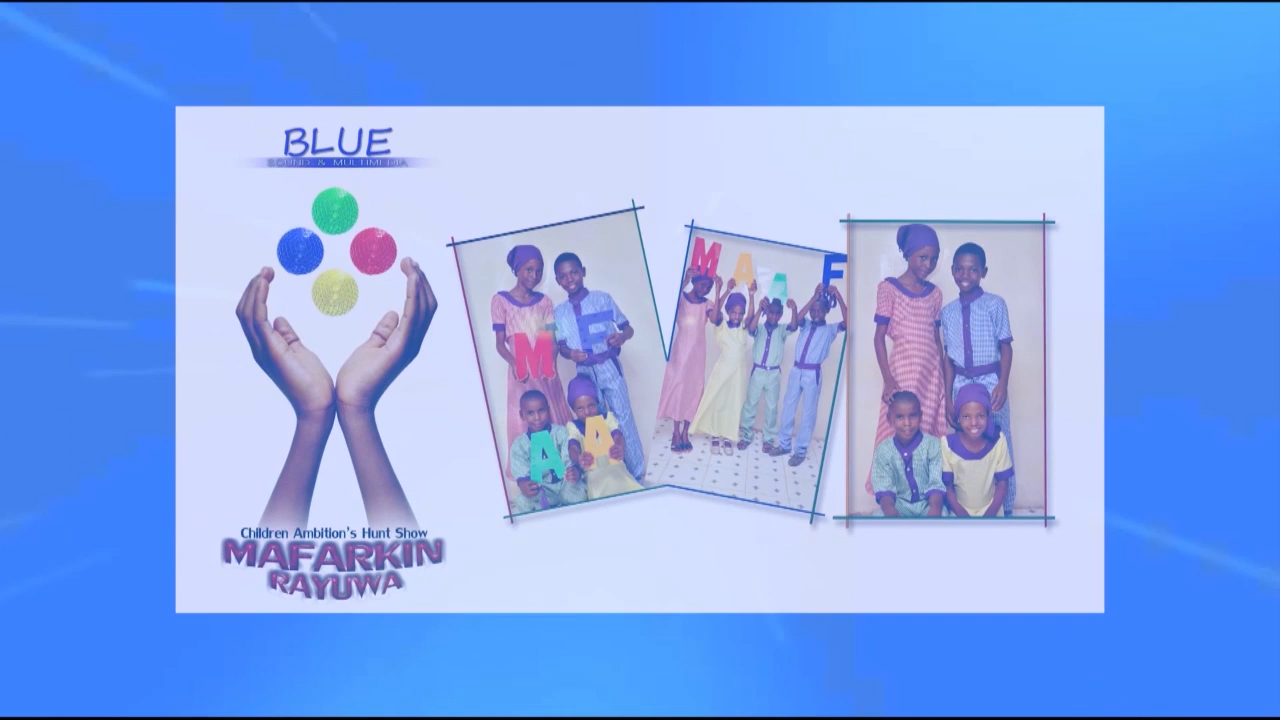 BLUE
SOUND & MULTIMEDIA
Children Ambition's Hunt Show
MAFARKIN
RAYUWA
M F
A A
M A F A F